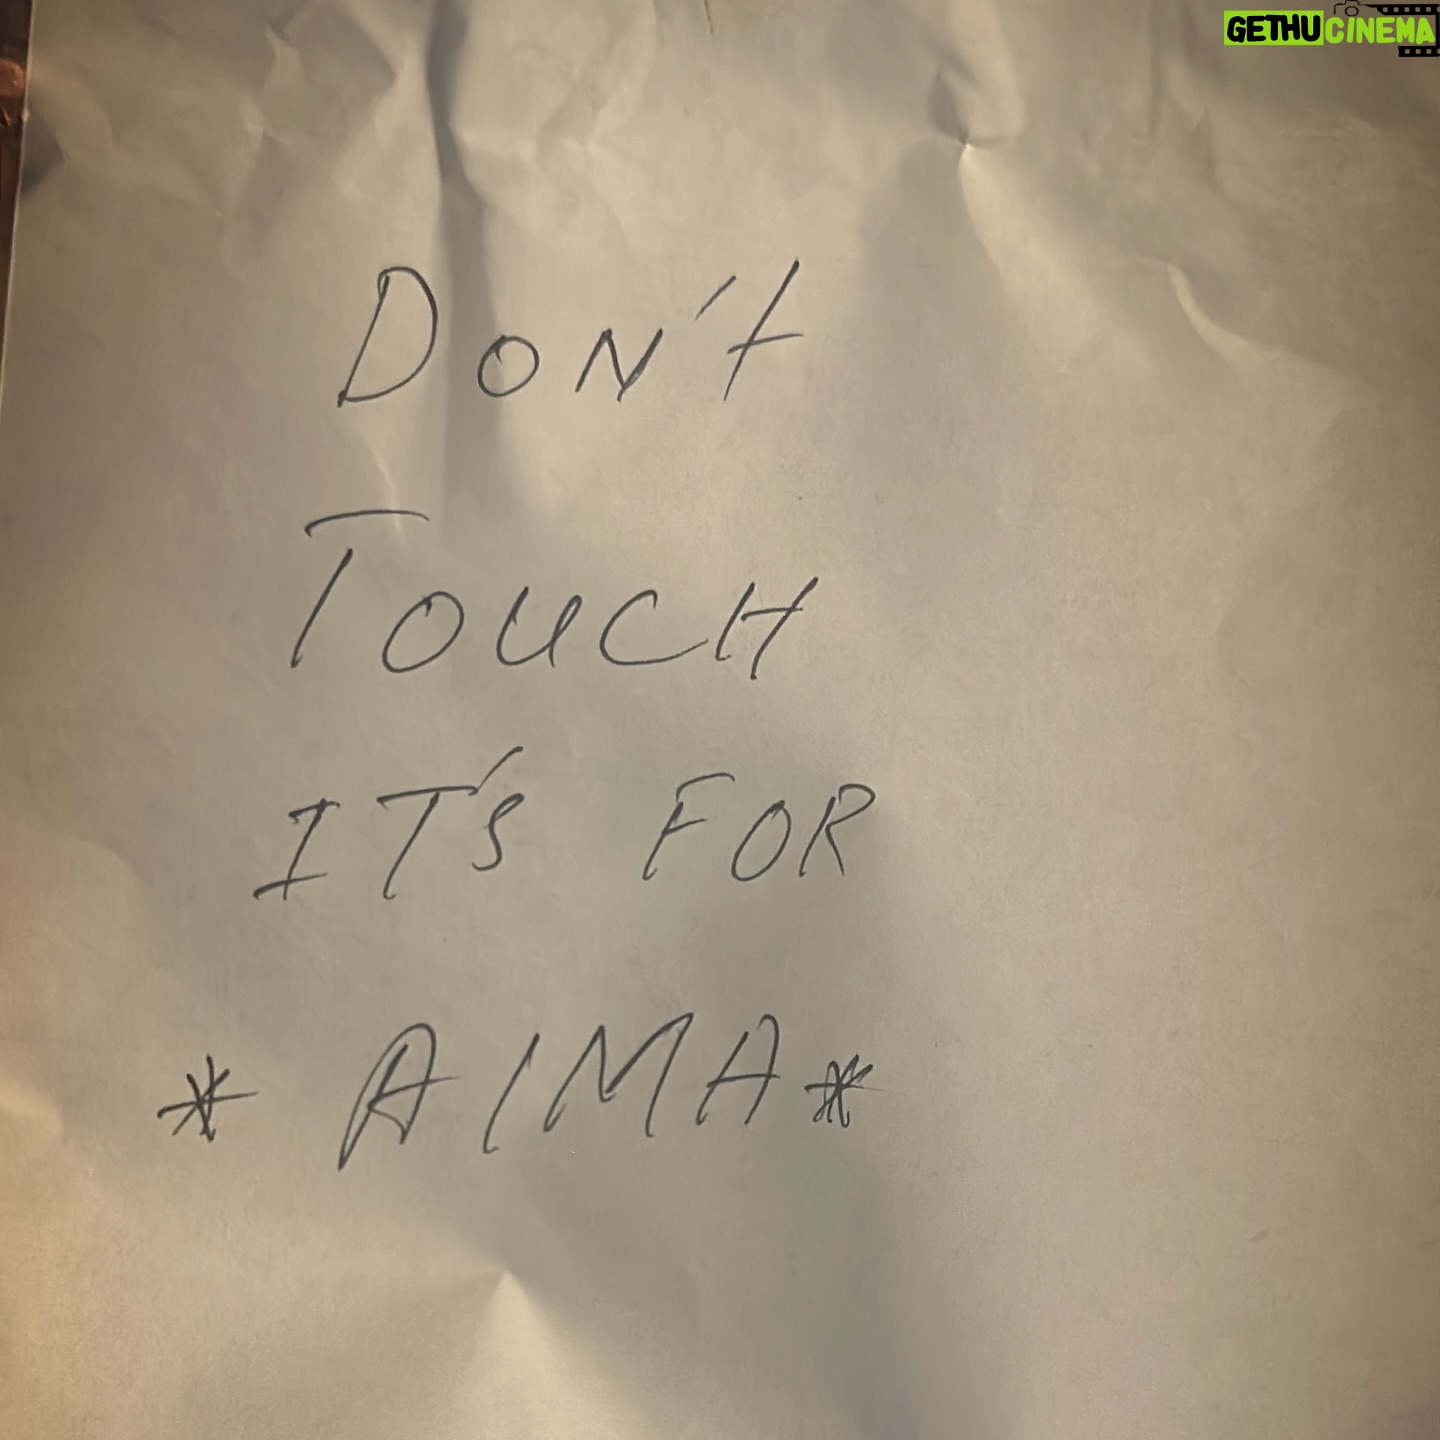 GETHUCINEMA
DON't
TOUCH
IT'S FOR
* AIMA *